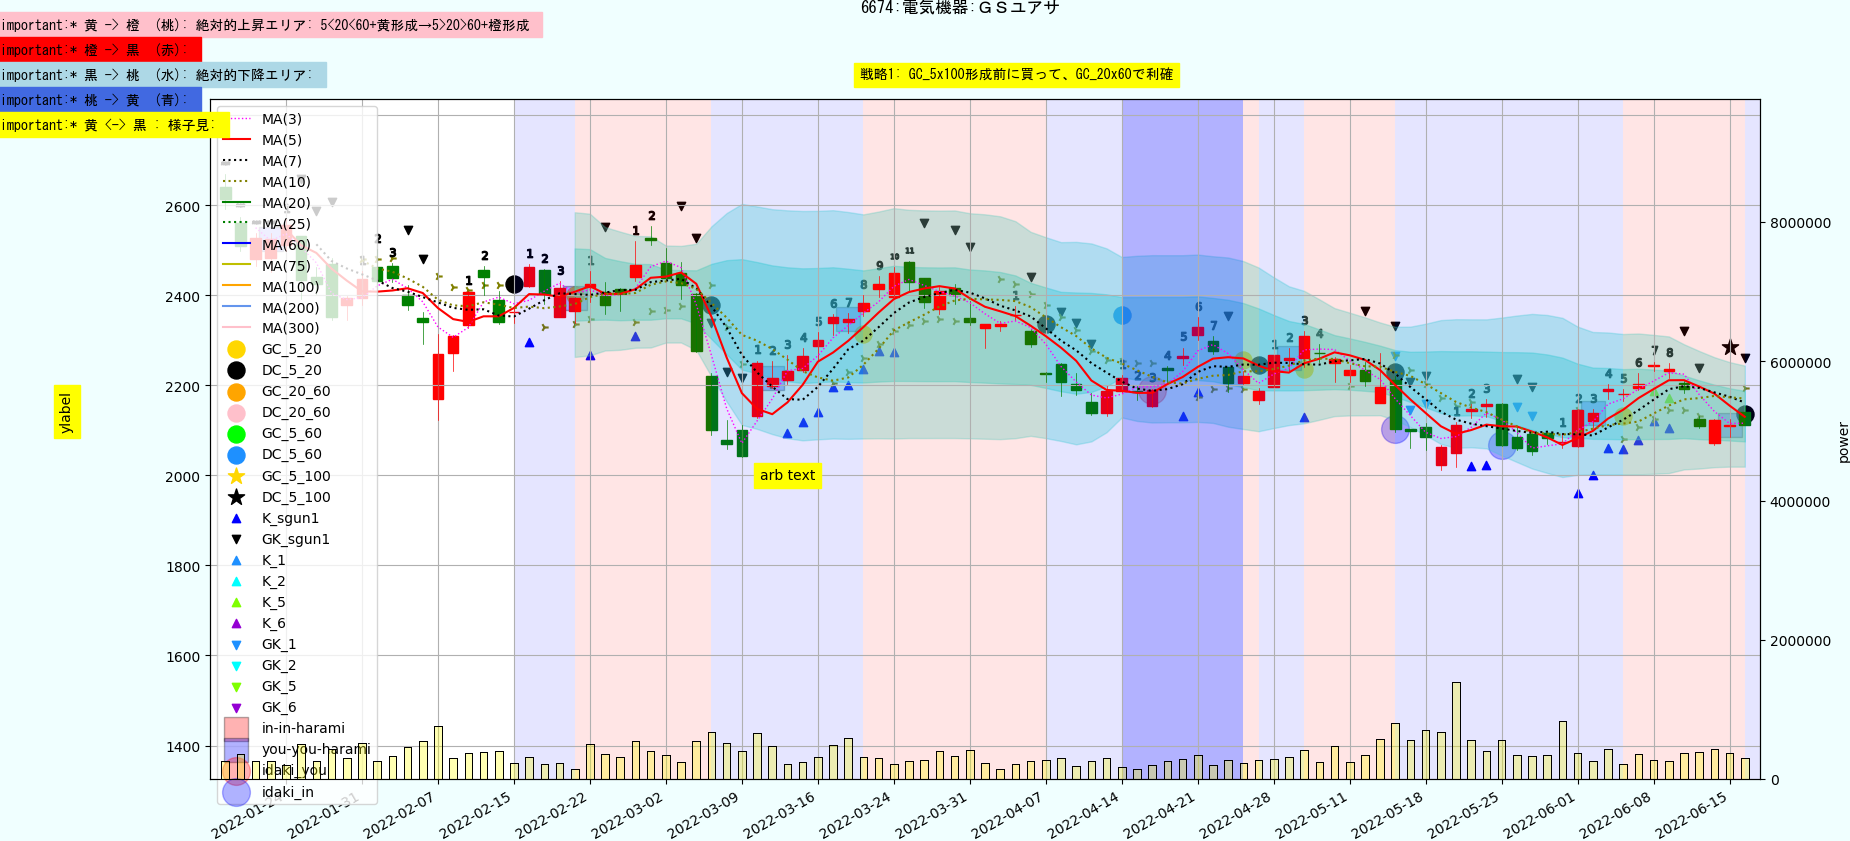 6674:電気機器:ＧＳユアサ
important:* 黄 -> 橙 （桃）: 絶対的上昇エリア: 5<20<60+黄形成→5>20>60+橙形成
important:* 橙 -> 黒 （赤）:
important:* 黒 -> 桃 （水）: 絶対的下降エリア:
important:* 桃 -> 黄 （青）:
important:* 黄 <-> 黒 : 様子見:
戦略1: GC_5x100形成前に買って、GC_20x60で利確
MA(3)
MA(5)
MA(7)
MA(10)
MA(20)
MA(25)
MA(60)
MA(75)
MA(100)
MA(200)
MA(300)
GC_5_20
DC_5_20
GC_20_60
DC_20_60
GC_5_60
DC_5_60
GC_5_100
DC_5_100
K_sgun1
GK_sgun1
K_1
K_2
K_5
K_6
GK_1
GK_2
GK_5
GK_6
in-in-harami
you-you-harami
idaki_you
idaki_in
ylabel
2600
2400
2200
2000
1800
1600
1400
arb text
8000000
6000000
4000000
2000000
0
power
2022-01-24
2022-01-31
2022-02-07
2022-02-15
2022-02-22
2022-03-02
2022-03-09
2022-03-16
2022-03-24
2022-03-31
2022-04-07
2022-04-14
2022-04-21
2022-04-28
2022-05-11
2022-05-18
2022-05-25
2022-06-01
2022-06-08
2022-06-15